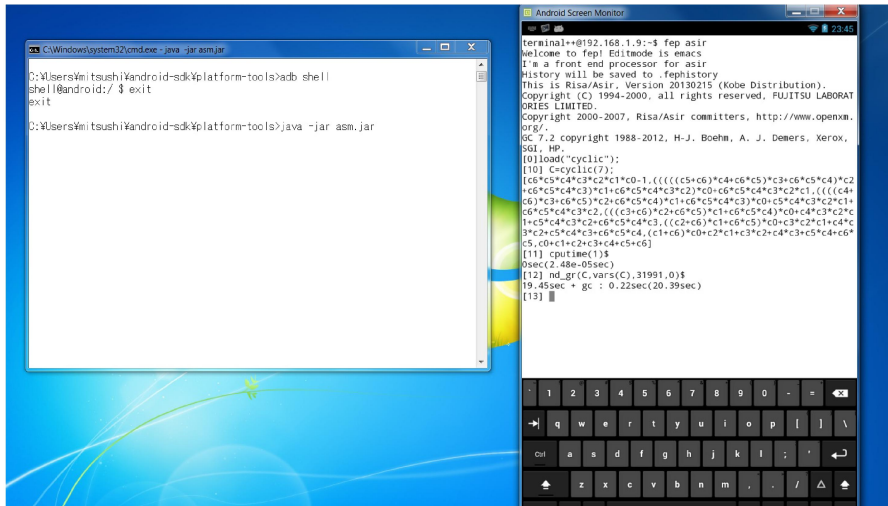 C:\Windows\system32\cmd.exe - java -jar asm.jar
C:¥Users¥mitsushi¥android-sdk¥platform-tools>adb shell
shell@android:/ $ exit
exit
C:¥Users¥mitsushi¥android-sdk¥platform-tools>java -jar asm.jar
Android Screen Monitor
23:45
terminal++@192.168.1.9:~$ fep asir
Welcome to fep! Editmode is emacs
I'm a front end processor for asir
History will be saved to .fephistory
This is Risa/Asir, Version 20130215 (Kobe Distribution).
Copyright (C) 1994-2000, all rights reserved, FUJITSU LABORAT
ORIES LIMITED.
Copyright 2000-2007, Risa/Asir committers, http://www.openxm.
org/.
GC 7.2 copyright 1988-2012, H-J. Boehm, A. J. Demers, Xerox,
SGI, HP.
[0]load("cyclic");
[10] C=cyclic(7);
[c6*c5*c4*c3*c2*c1*c0-1,(((((c5+c6)*c4+c6*c5)*c3+c6*c5*c4)*c2
+c6*c5*c4*c3)*c1+c6*c5*c4*c3*c2)*c0+c6*c5*c4*c3*c2*c1,((((c4+
c6)*c3+c6*c5)*c2+c6*c5*c4)*c1+c6*c5*c4*c3)*c0+c5*c4*c3*c2*c1+
c6*c5*c4*c3*c2,(((c3+c6)*c2+c6*c5)*c1+c6*c5*c4)*c0+c4*c3*c2*c
1+c5*c4*c3*c2+c6*c5*c4*c3,((c2+c6)*c1+c6*c5)*c0+c3*c2*c1+c4*c
3*c2+c5*c4*c3+c6*c5*c4,(c1+c6)*c0+c2*c1+c3*c2+c4*c3+c5*c4+c6*
c5,c0+c1+c2+c3+c4+c5+c6]
[11] cputime(1)$
0sec(2.48e-05sec)
[12] nd_gr(C,vars(C),31991,0)$
19.45sec + gc : 0.22sec(20.39sec)
[13]
` 1 2 3 4 5 6 7 8 9 0 - =
q w e r t y u i o p [ ] \
Ctrl a s d f g h j k l ; '
z x c v b n m , . /